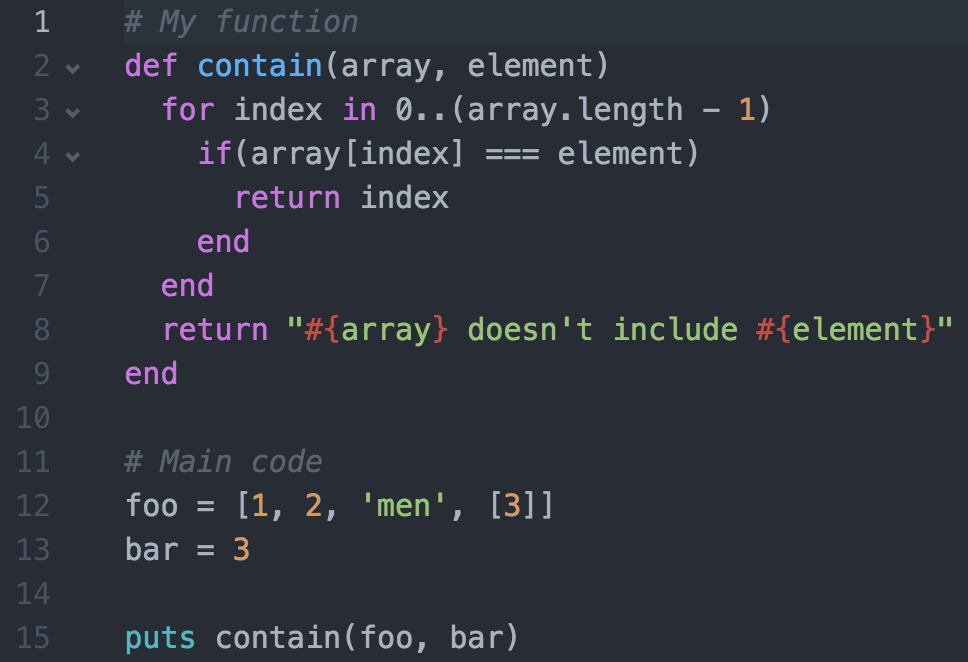 1 # My function
2 def contain(array, element)
3   for index in 0..(array.length - 1)
4     if(array[index] === element)
5       return index
6     end
7   end
8   return "#{array} doesn't include #{element}"
9 end
10
11 # Main code
12 foo = [1, 2, 'men', [3]]
13 bar = 3
14
15 puts contain(foo, bar)